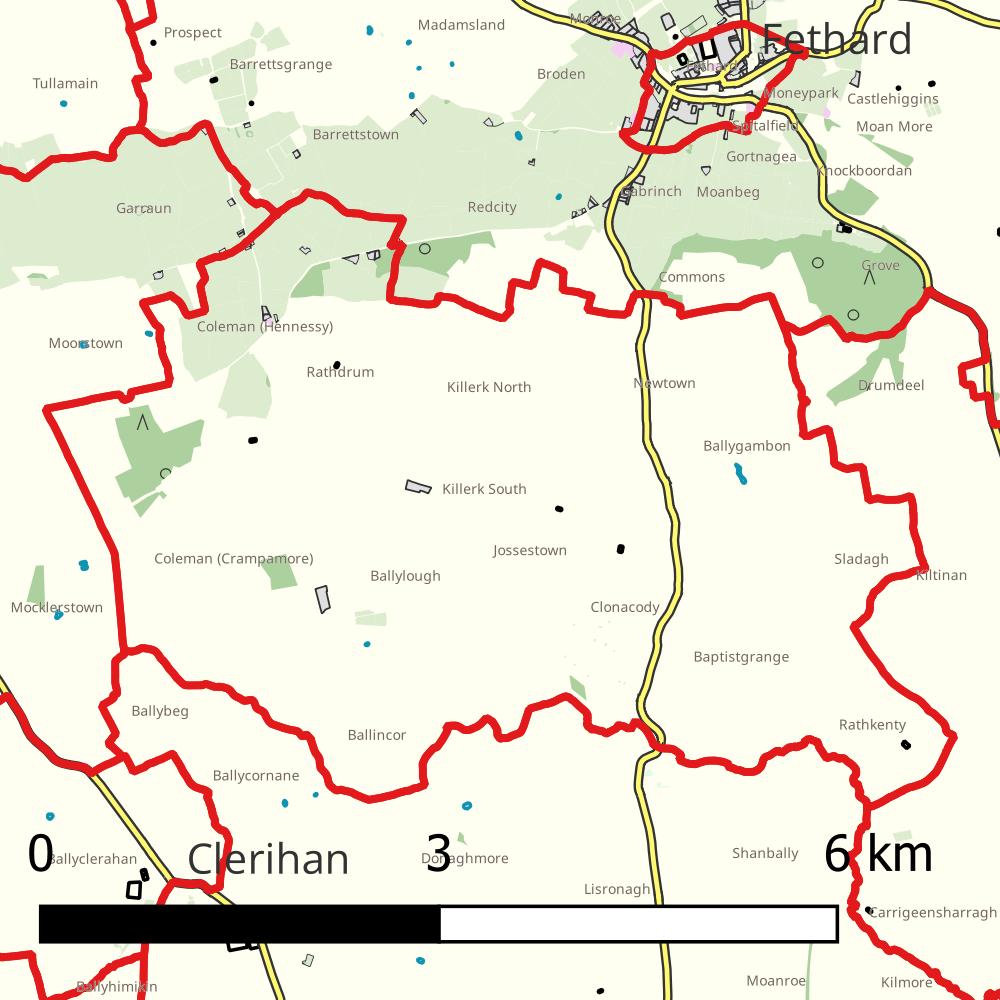 Monroe
Madamsland
Prospect
Fethard
Barrettsgrange
Fethard
Broden
Tullamain
Moneypark
Castlehiggins
Spitalfield
Moan More
Barrettstown
Gortnagea
Knockboordan
Garraun
Redcity
Gabrinch
Moanbeg
Grove
Commons
Coleman (Hennessy)
Moorstown
Rathdrum
Killerk North
Newtown
Drumdeel
Ballygambon
Killerk South
Jossestown
Coleman (Crampamore)
Sladagh
Ballylough
Kiltinan
Mocklerstown
Clonacody
Baptistgrange
Ballybeg
Ballincor
Rathkenty
Ballycornane
0
3
6 km
Ballyclerahan
Clerihan
Donaghmore
Shanbally
Lisronagh
Carrigeensharragh
Ballyhimikin
Moanroe
Kilmore